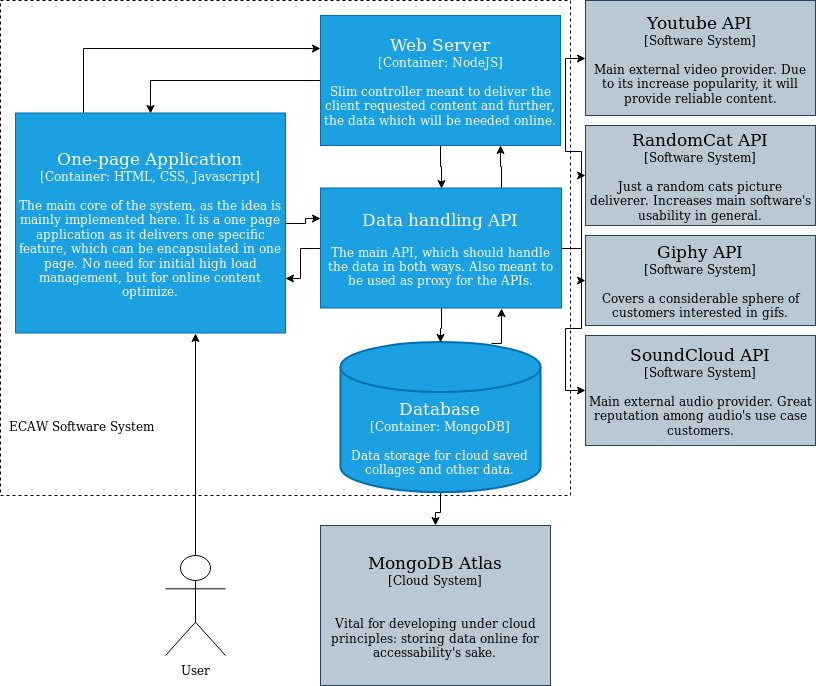 Web Server
[Container: NodeJS]
Slim controller meant to deliver the
client requested content and further,
the data which will be needed online.
One-page Application
[Container: HTML, CSS, Javascript]
The main core of the system, as the idea is
mainly implemented here. It is a one page
application as it delivers one specific
feature, which can be encapsulated in one
page. No need for initial high load
management, but for online content
optimize.
Data handling API
The main API, which should handle
the data in both ways. Also meant to
be used as proxy for the APIs.
Database
[Container: MongoDB]
Data storage for cloud saved
collages and other data.
ECAW Software System
Youtube API
[Software System]
Main external video provider. Due
to its increase popularity, it will
provide reliable content.
RandomCat API
[Software System]
Just a random cats picture
deliverer. Increases main software's
usability in general.
Giphy API
[Software System]
Covers a considerable sphere of
customers interested in gifs.
SoundCloud API
[Software System]
Main external audio provider. Great
reputation among audio's use case
customers.
MongoDB Atlas
[Cloud System]
Vital for developing under cloud
principles: storing data online for
accessability's sake.
User